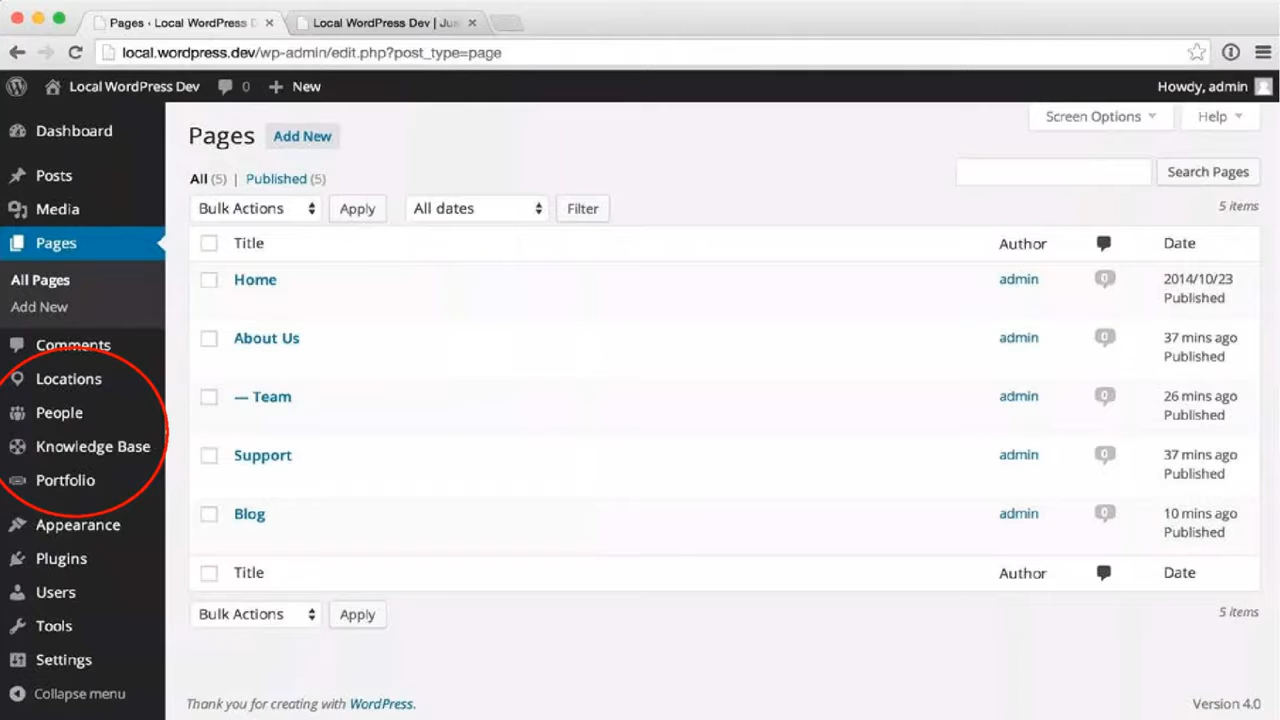 Pages ‹ Local WordPress D
Local WordPress Dev | Jus
local.wordpress.dev/wp-admin/edit.php?post_type=page
Local WordPress Dev 0 New Howdy, admin
Dashboard
Posts
Media
Pages
All Pages
Add New
Comments
Locations
People
Knowledge Base
Portfolio
Appearance
Plugins
Users
Tools
Settings
Collapse menu
Screen Options Help
Pages Add New
All (5) | Published (5)
Search Pages
Bulk Actions Apply All dates Filter
5 items
Title Author Date
Home admin 0 2014/10/23
Published
About Us admin 0 37 mins ago
Published
— Team admin 0 26 mins ago
Published
Support admin 0 37 mins ago
Published
Blog admin 0 10 mins ago
Published
Title Author Date
Bulk Actions Apply
5 items
Thank you for creating with WordPress.
Version 4.0